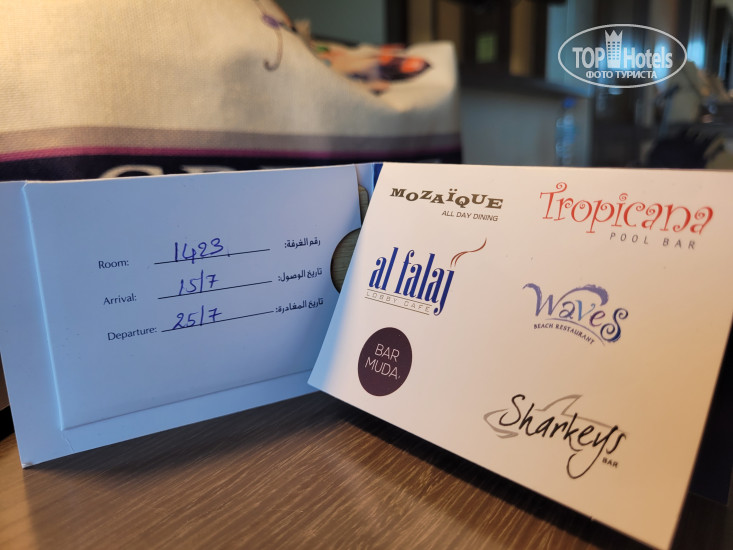 TOP Hotels
ФОТО ТУРИСТА
Room: 1423 رقم الغرفة:
Arrival: 15/7 تاريخ الوصول:
Departure: 25/7 تاريخ المغادرة:
MOZAÏQUE
ALL DAY DINING
Tropicana
POOL BAR
al falaj
LOBBY CAFÉ
Waves
BEACH RESTAURANT
BAR
MUDA
Sharkeys
BAR